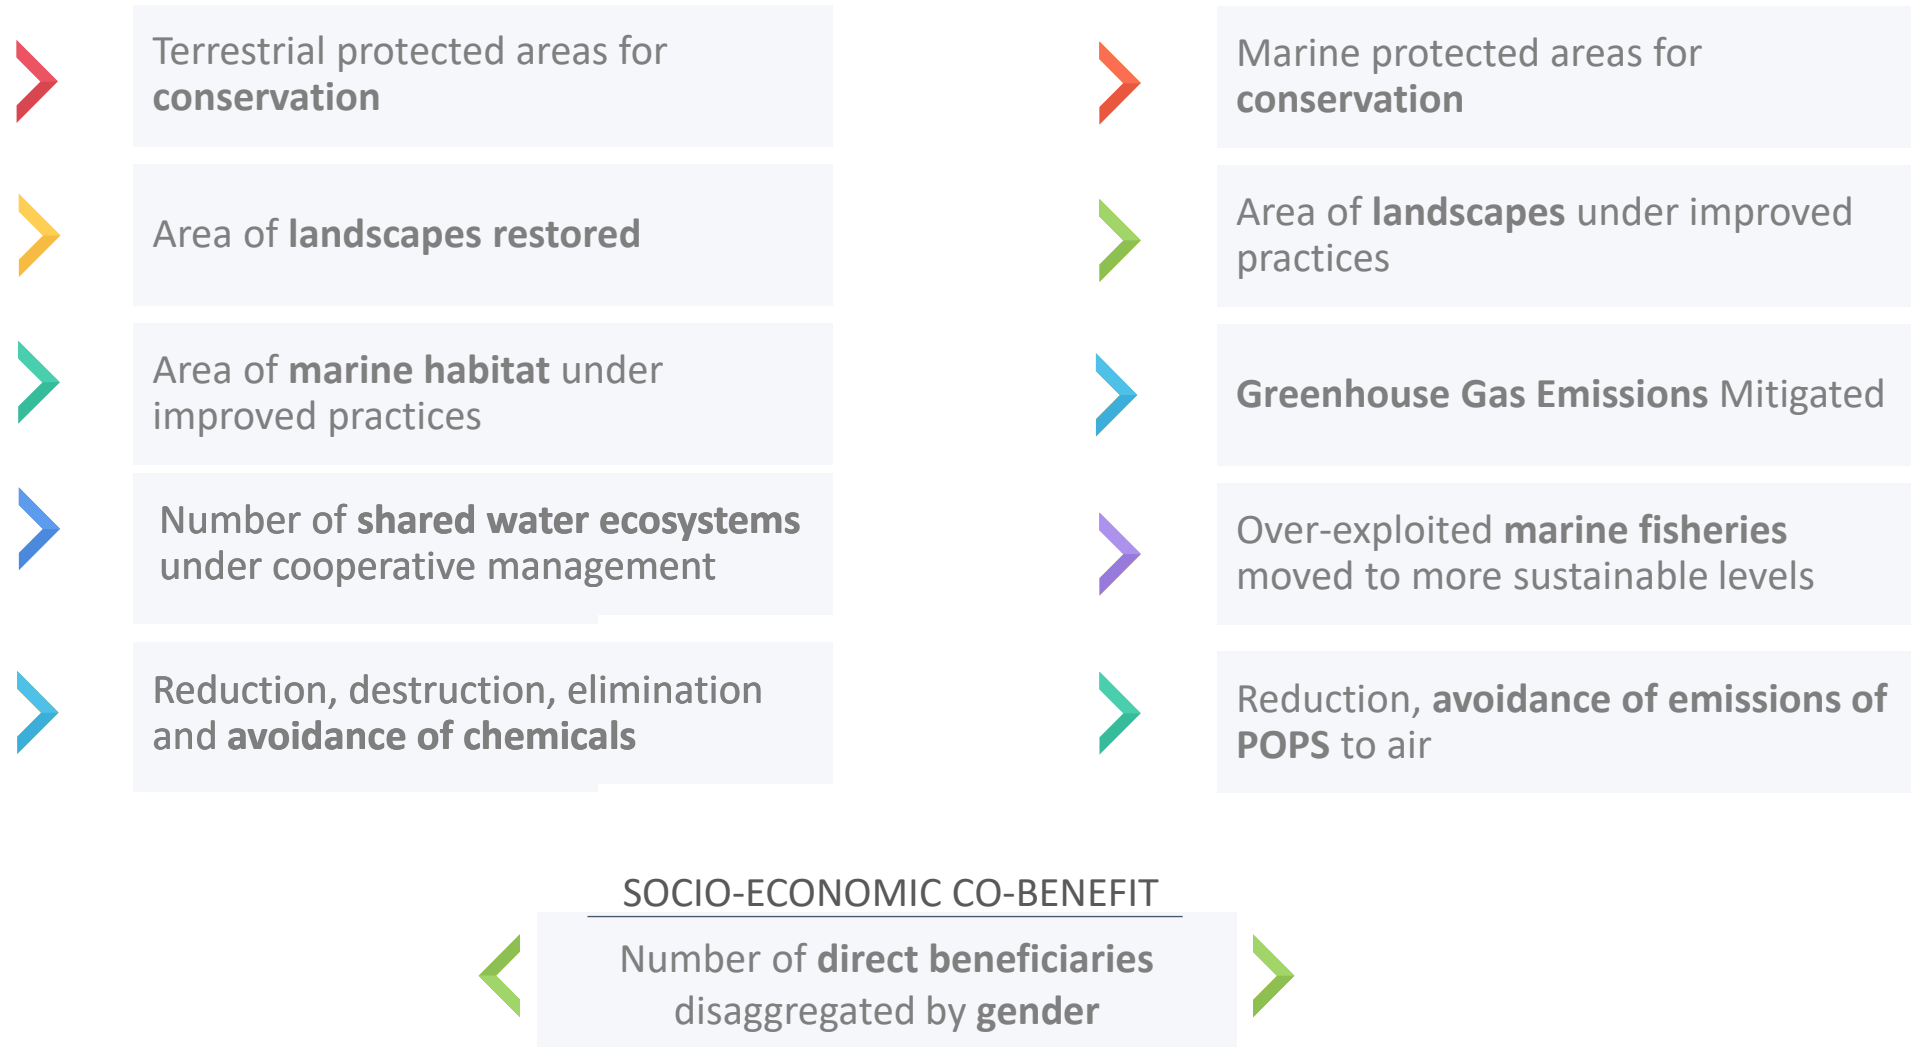 Terrestrial protected areas for
conservation
Marine protected areas for
conservation
Area of landscapes restored
Area of landscapes under improved
practices
Area of marine habitat under
improved practices
Greenhouse Gas Emissions Mitigated
Number of shared water ecosystems
under cooperative management
Over-exploited marine fisheries
moved to more sustainable levels
Reduction, destruction, elimination
and avoidance of chemicals
Reduction, avoidance of emissions of
POPS to air
SOCIO-ECONOMIC CO-BENEFIT
Number of direct beneficiaries
disaggregated by gender